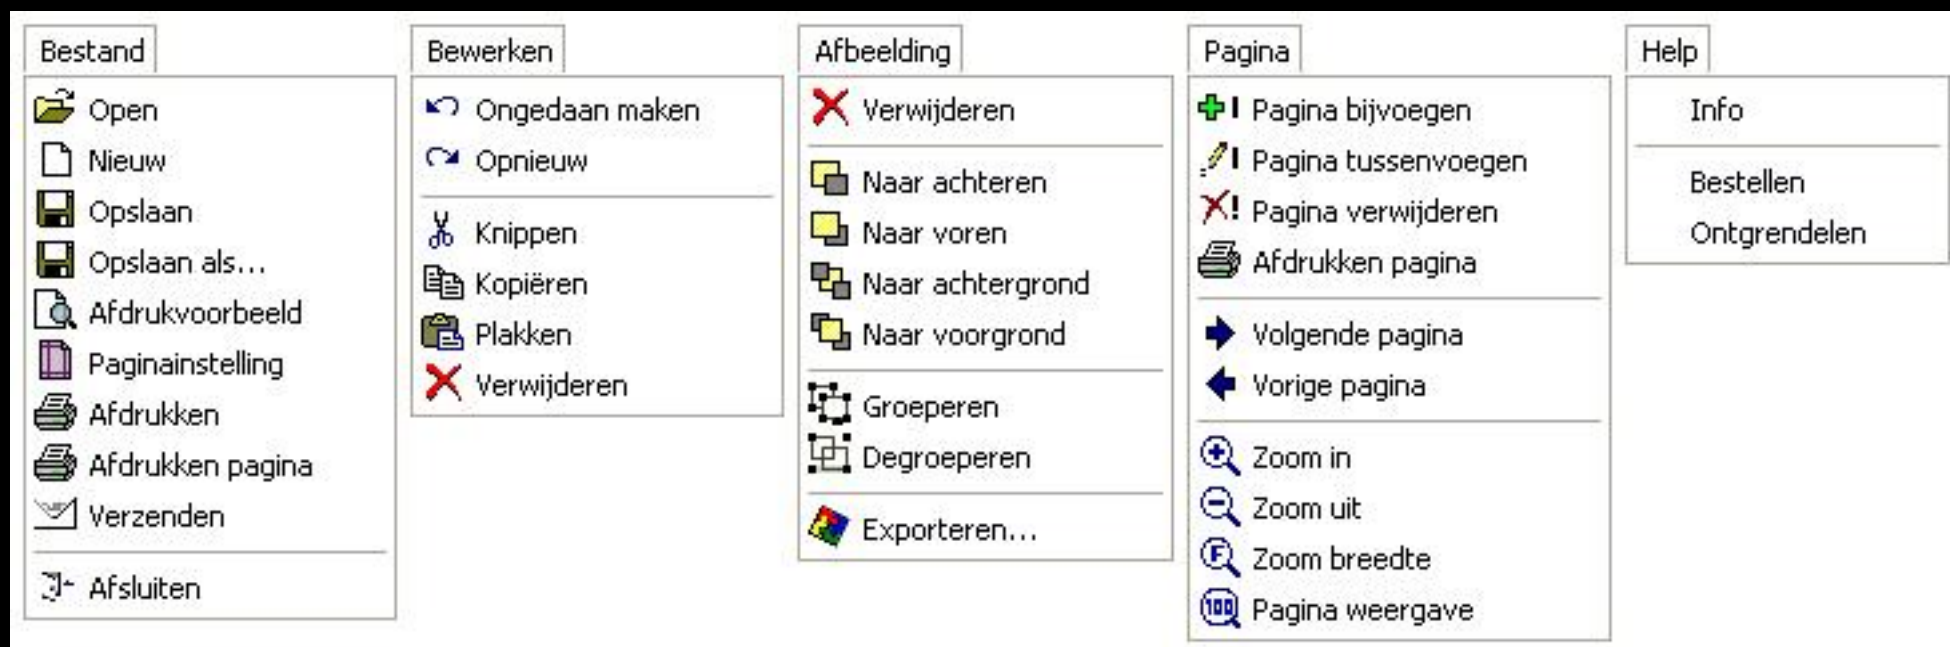 Bestand
Open
Nieuw
Opslaan
Opslaan als...
Afdrukvoorbeeld
Paginainstelling
Afdrukken
Afdrukken pagina
Verzenden
Afsluiten
Bewerken
Ongedaan maken
Opnieuw
Knippen
Kopiëren
Plakken
Verwijderen
Afbeelding
Verwijderen
Naar achteren
Naar voren
Naar achtergrond
Naar voorgrond
Groeperen
Degroeperen
Exporteren...
Pagina
Pagina bijvoegen
Pagina tussenvoegen
Pagina verwijderen
Afdrukken pagina
Volgende pagina
Vorige pagina
Zoom in
Zoom uit
F Zoom breedte
100 Pagina weergave
Help
Info
Bestellen
Ontgrendelen